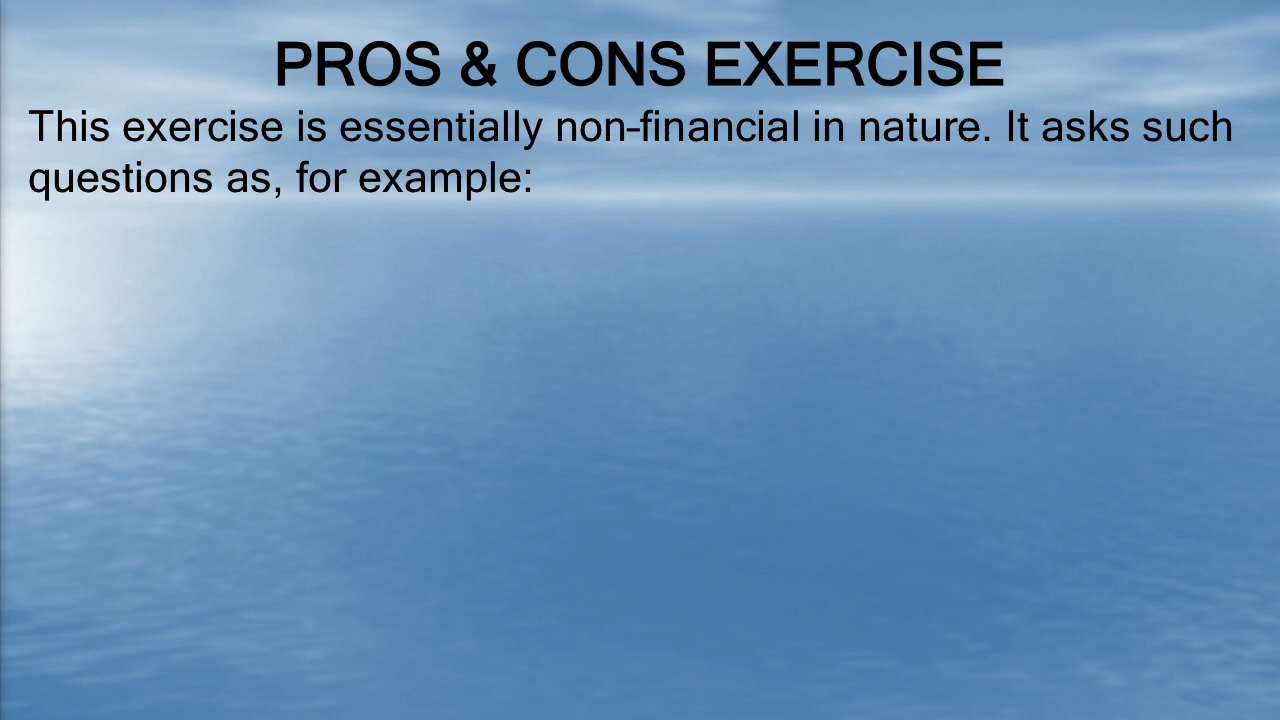 PROS & CONS EXERCISE
This exercise is essentially non-financial in nature. It asks such
questions as, for example: